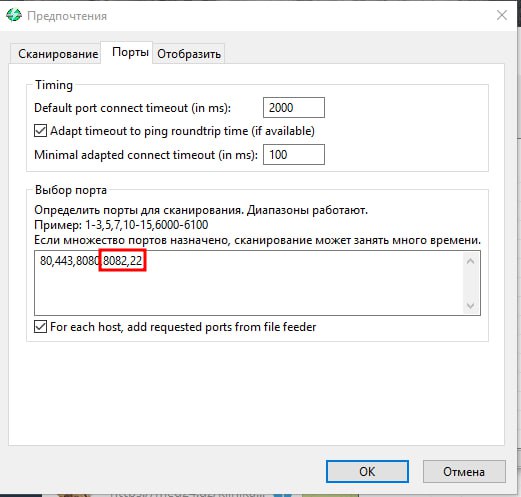 Предпочтения
Сканирование Порты Отобразить
Timing
Default port connect timeout (in ms): 2000
Adapt timeout to ping roundtrip time (if available)
Minimal adapted connect timeout (in ms): 100
Выбор порта
Определить порты для сканирования. Диапазоны работают.
Пример: 1-3,5,7,10-15,6000-6100
Если множество портов назначено, сканирование может занять много времени.
80,443,8080,8082,22
For each host, add requested ports from file feeder
OK Отмена